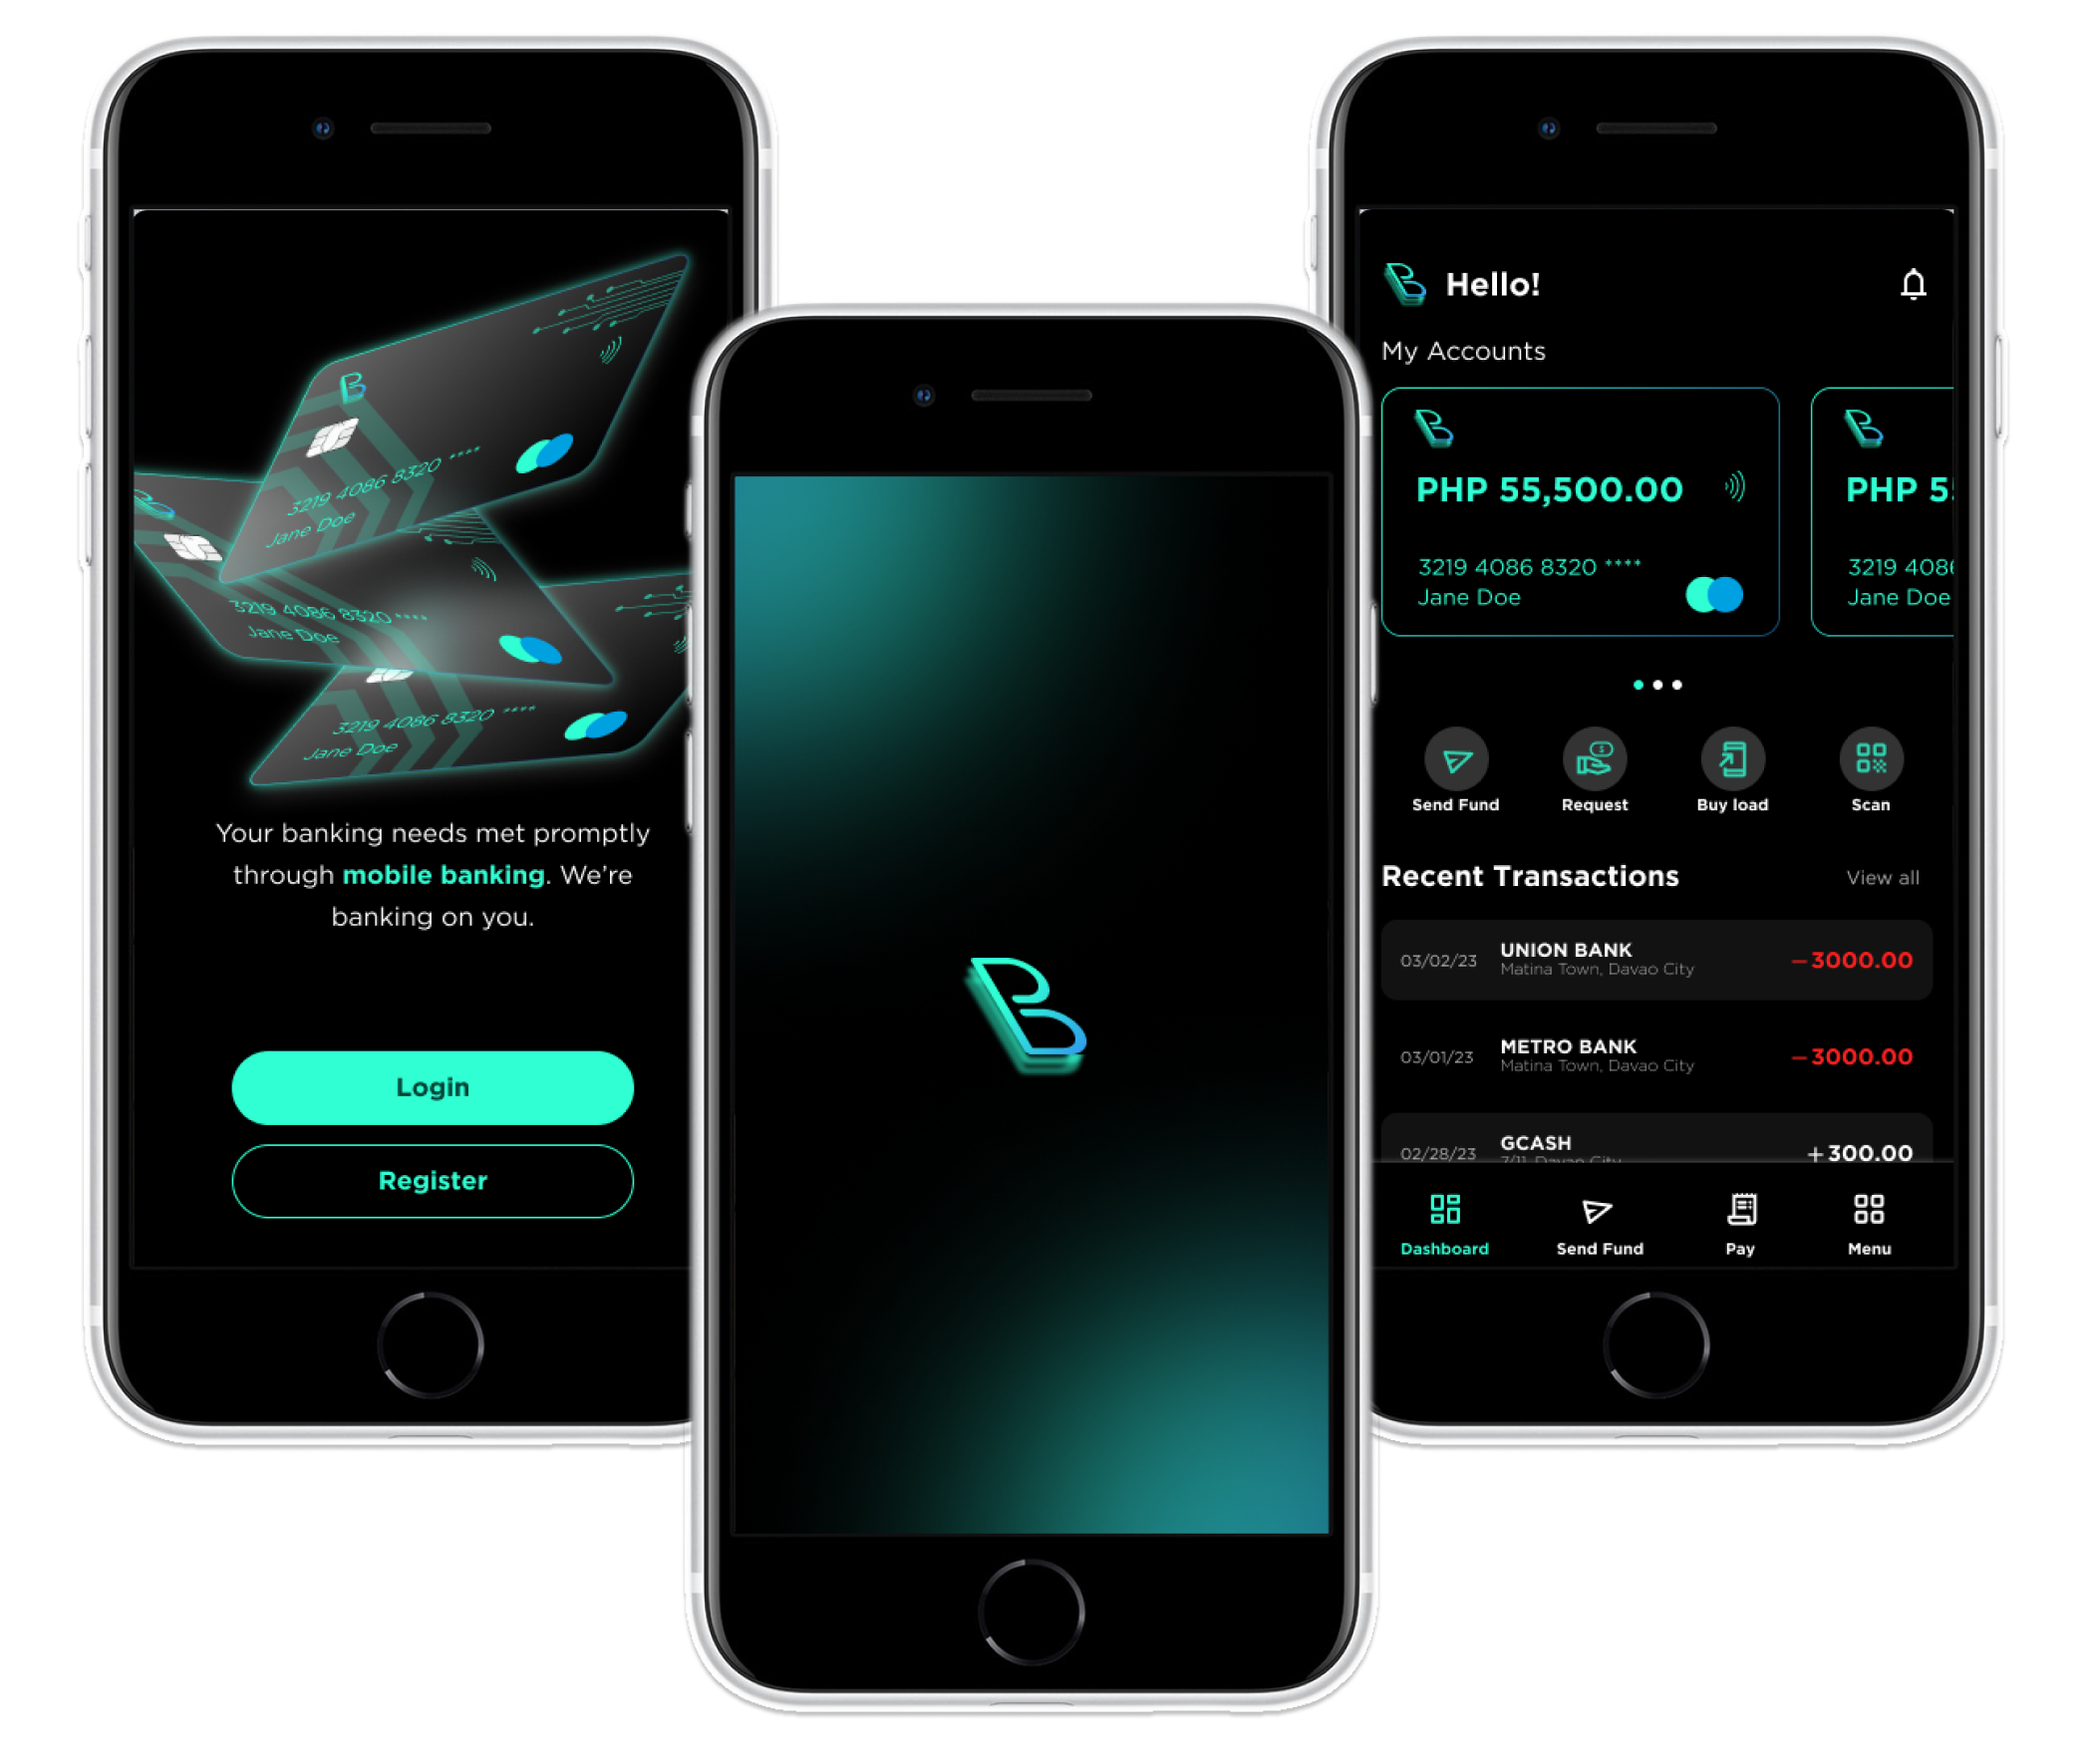 3219 4086 8320 ****
Jane Doe
3219 4086 8320 ****
Jane Doe
3219 4086 8320 ****
Jane Doe
Your banking needs met promptly
through mobile banking. We're
banking on you.
Login
Register
Hello!
My Accounts
PHP 55,500.00
3219 4086 8320 ****
Jane Doe
PHP 5
3219 408
Jane Doe
Send Fund
Request
Buy load
Scan
Recent Transactions
View all
03/02/23
UNION BANK
Matina Town, Davao City
–3000.00
03/01/23
METRO BANK
Matina Town, Davao City
–3000.00
02/28/23
GCASH
7/11, Davao City
+300.00
Dashboard
Send Fund
Pay
Menu